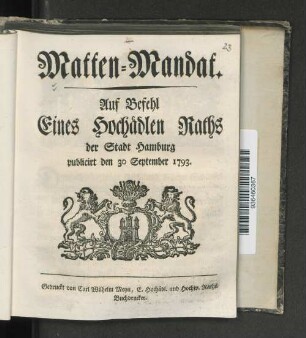 23
Matten-Mandat.
Auf Befehl
Eines Hochädlen Raths
der Stadt Hamburg
publicirt den 30 September 1793.
Gedruckt von Carl Wilhelm Meyn, E. Hochädl. und Hochw. Raths
Buchdrucker.